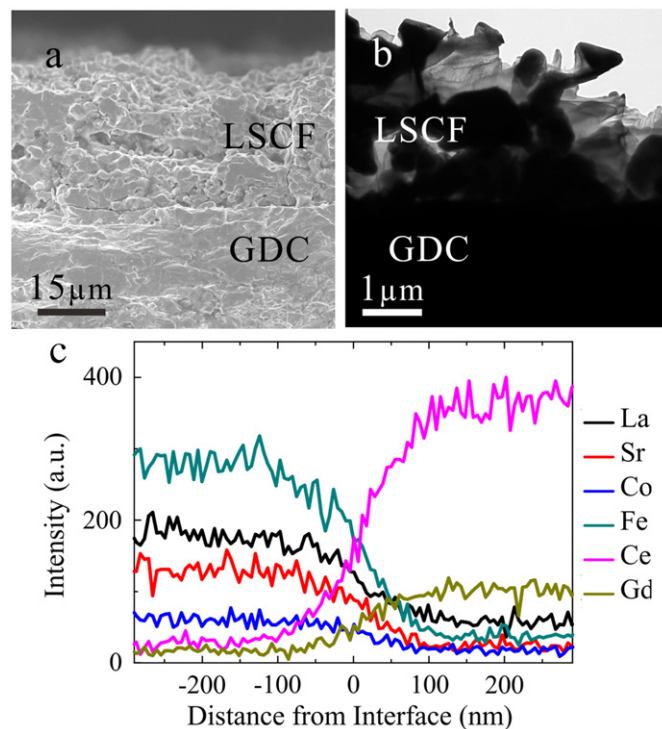 a
LSCF
GDC
15μm
b
LSCF
GDC
1μm
c
400
200
0
Intensity (a.u.)
-200 -100 0 100 200
Distance from Interface (nm)
La
Sr
Co
Fe
Ce
Gd